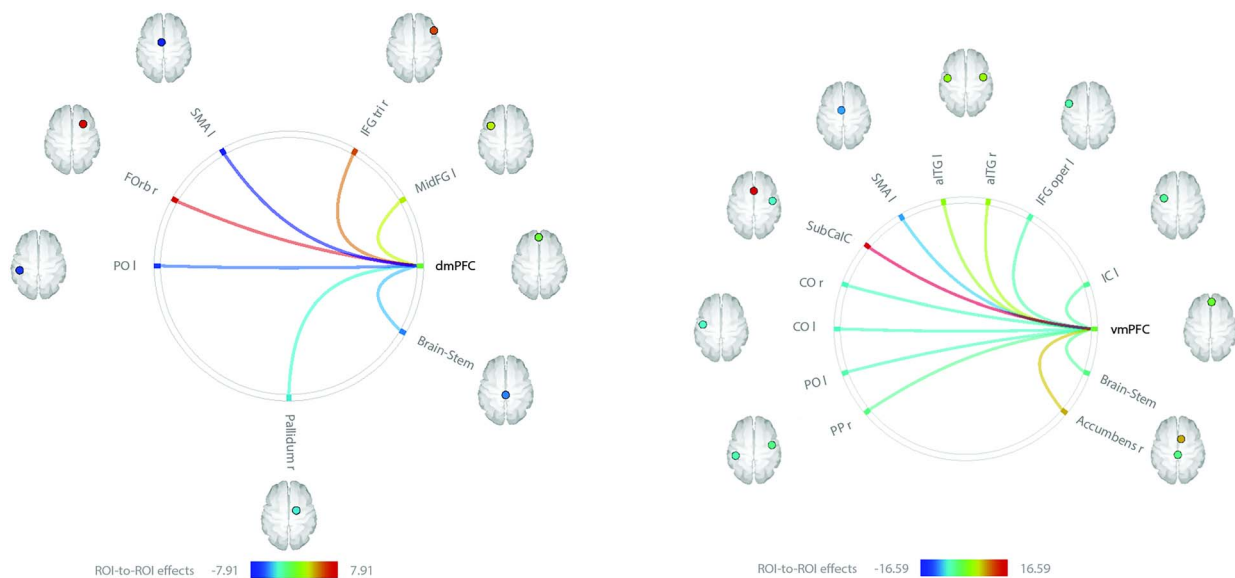 SMA l
IFG tri r
FOrb r
MidFG l
PO l
dmPFC
Brain-Stem
Pallidum r
ROI-to-ROI effects -7.91 7.91
aITG l
aITG r
SMA l
IFG oper l
SubCalC
CO r
IC l
CO l
vmPFC
PO l
Brain-Stem
PP r
Accumbens r
ROI-to-ROI effects -16.59 16.59